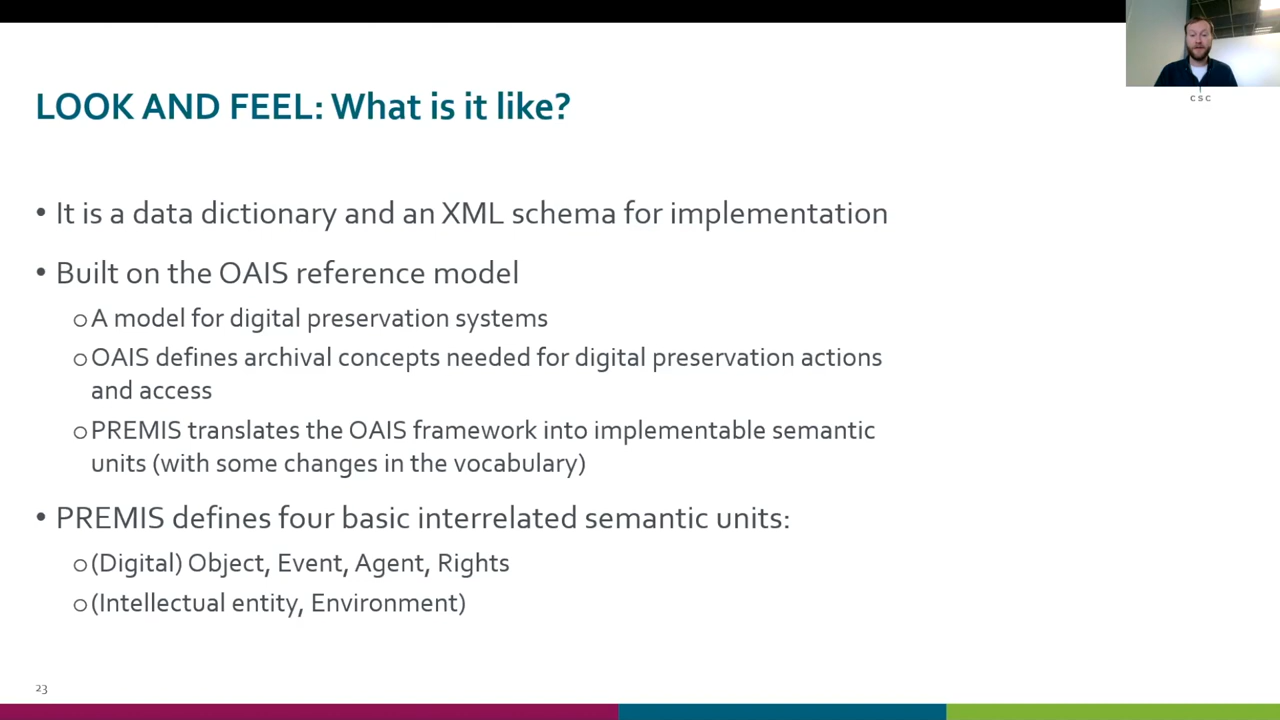 CSC
LOOK AND FEEL: What is it like?
• It is a data dictionary and an XML schema for implementation
• Built on the OAIS reference model
o A model for digital preservation systems
o OAIS defines archival concepts needed for digital preservation actions
and access
o PREMIS translates the OAIS framework into implementable semantic
units (with some changes in the vocabulary)
• PREMIS defines four basic interrelated semantic units:
o (Digital) Object, Event, Agent, Rights
o (Intellectual entity, Environment)
23